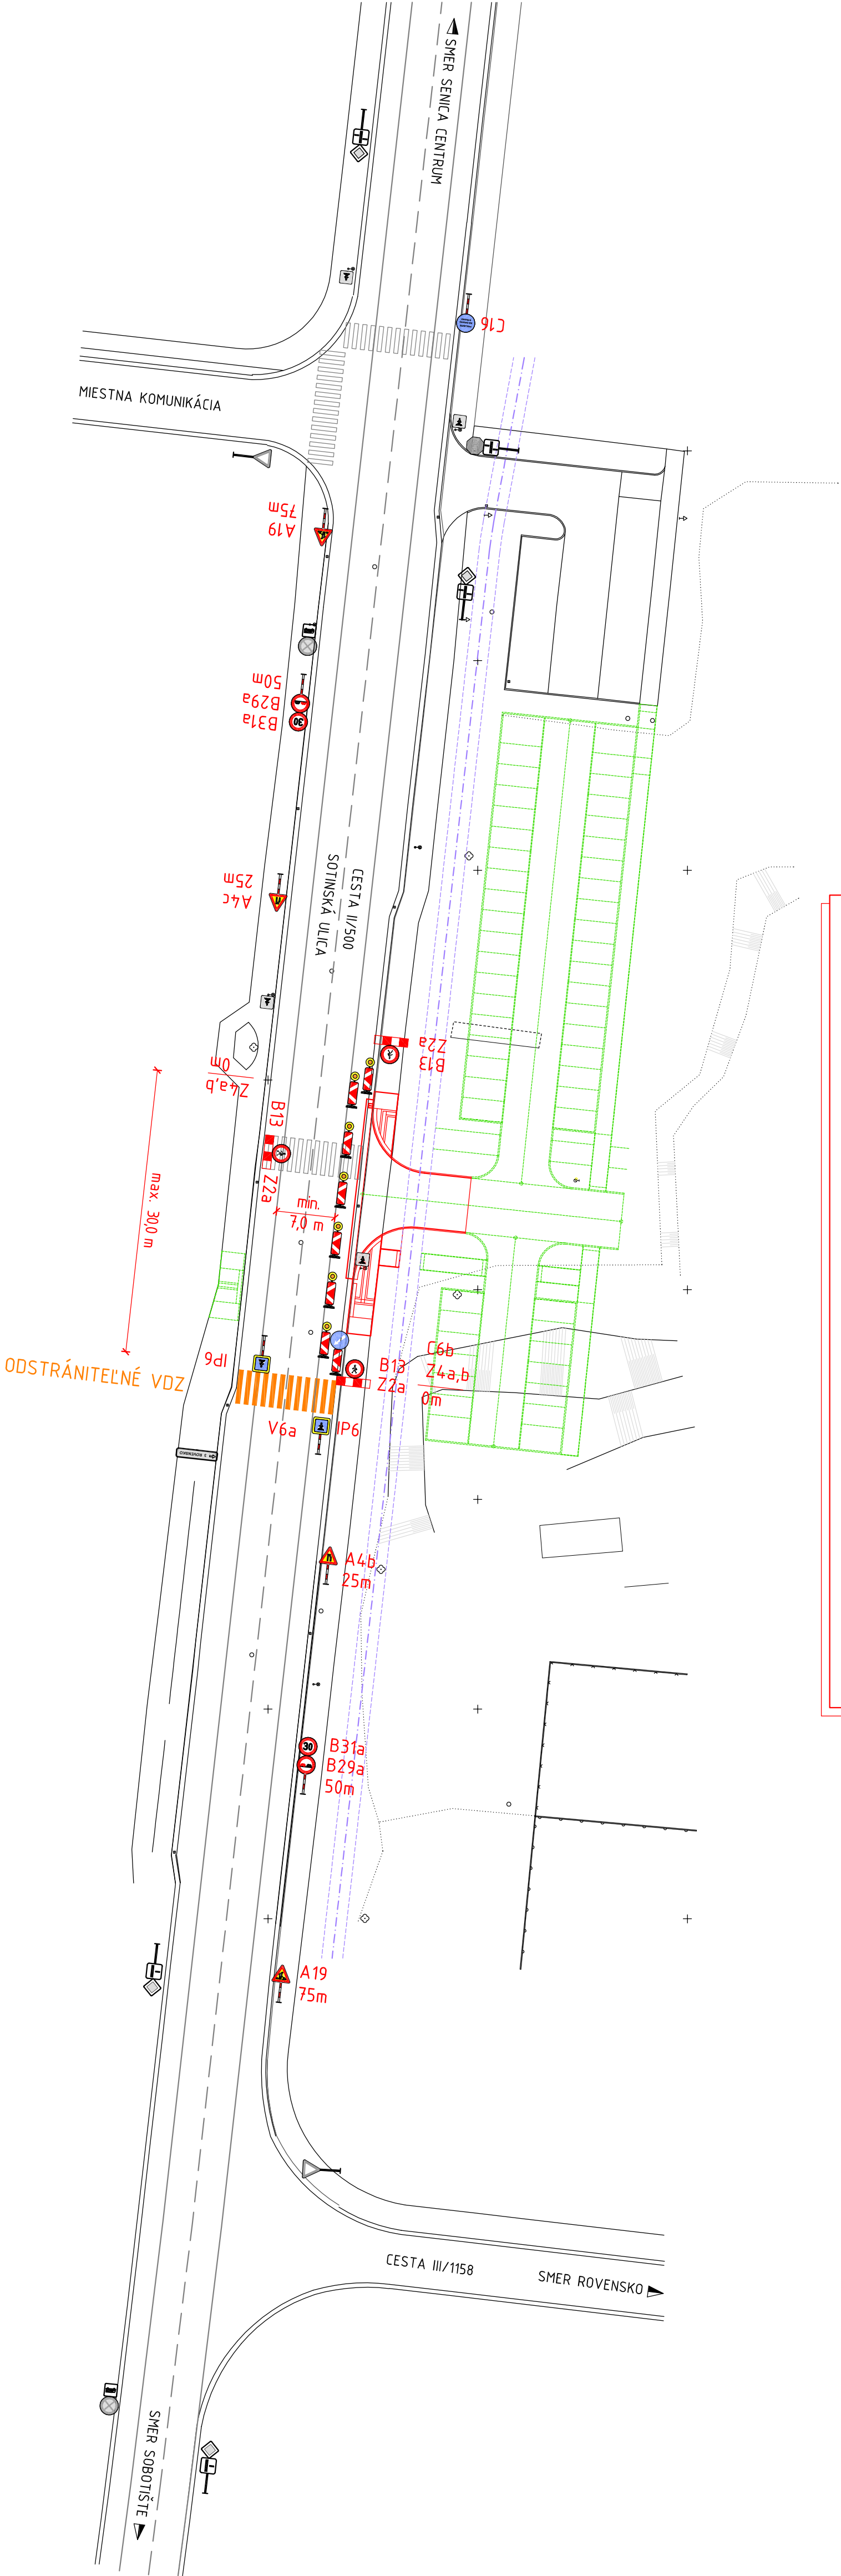 SMER SENICA CENTRUM
C16
MIESTNA KOMUNIKÁCIA
75m
A19
50m
B29a
B31a
30
CESTA II/500
SOTINSKÁ ULICA
25m
A4c
Z2a
B13
0m
Z4a,b
B13
Z2a
min.
7,0 m
max. 30,0 m
IP6
ODSTRÁNITEĽNÉ VDZ
C6b
B13
Z4a,b
Z2a
0m
V6a
IP6
A4b
25m
30
B31a
B29a
50m
A19
75m
CESTA III/1158
SMER ROVENSKO
SMER SOBOTIŠTE